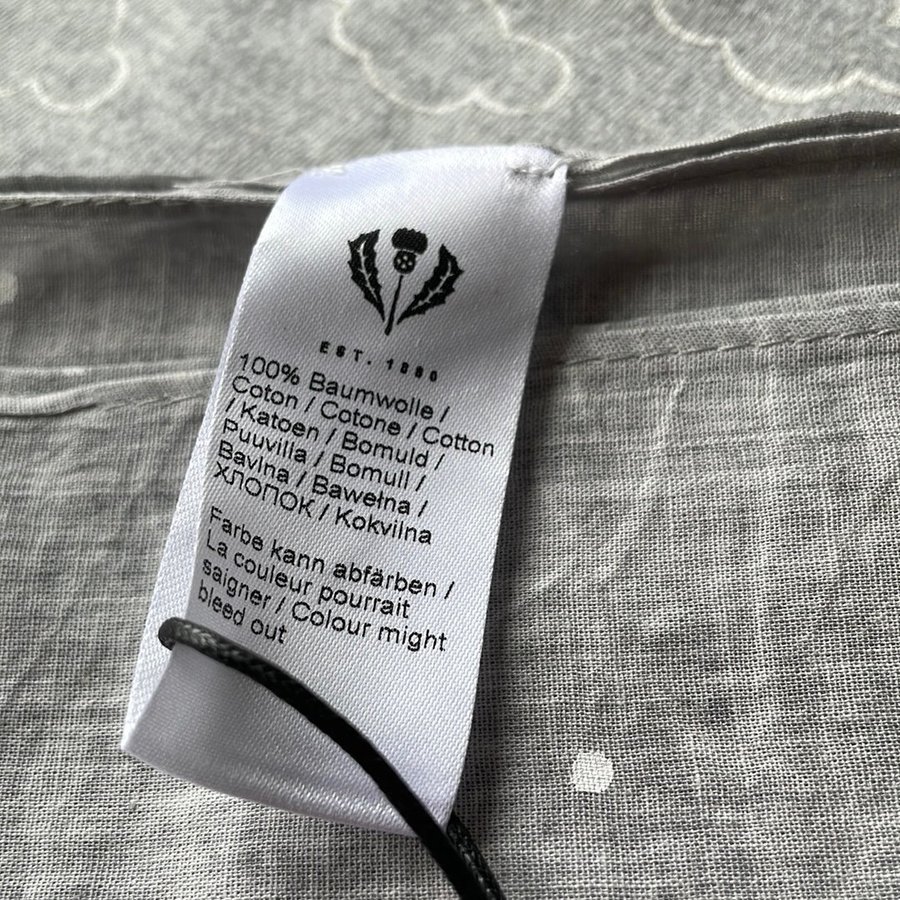 EST. 1880
100% Baumwolle /
Coton / Cotone / Cotton
/ Katoen / Bomuld /
Puuvilla / Bomull /
Bavlna / Bawełna /
ХЛОПОК / Kokvilna
Farbe kann abfärben /
La couleur pourrait
saigner / Colour might
bleed out